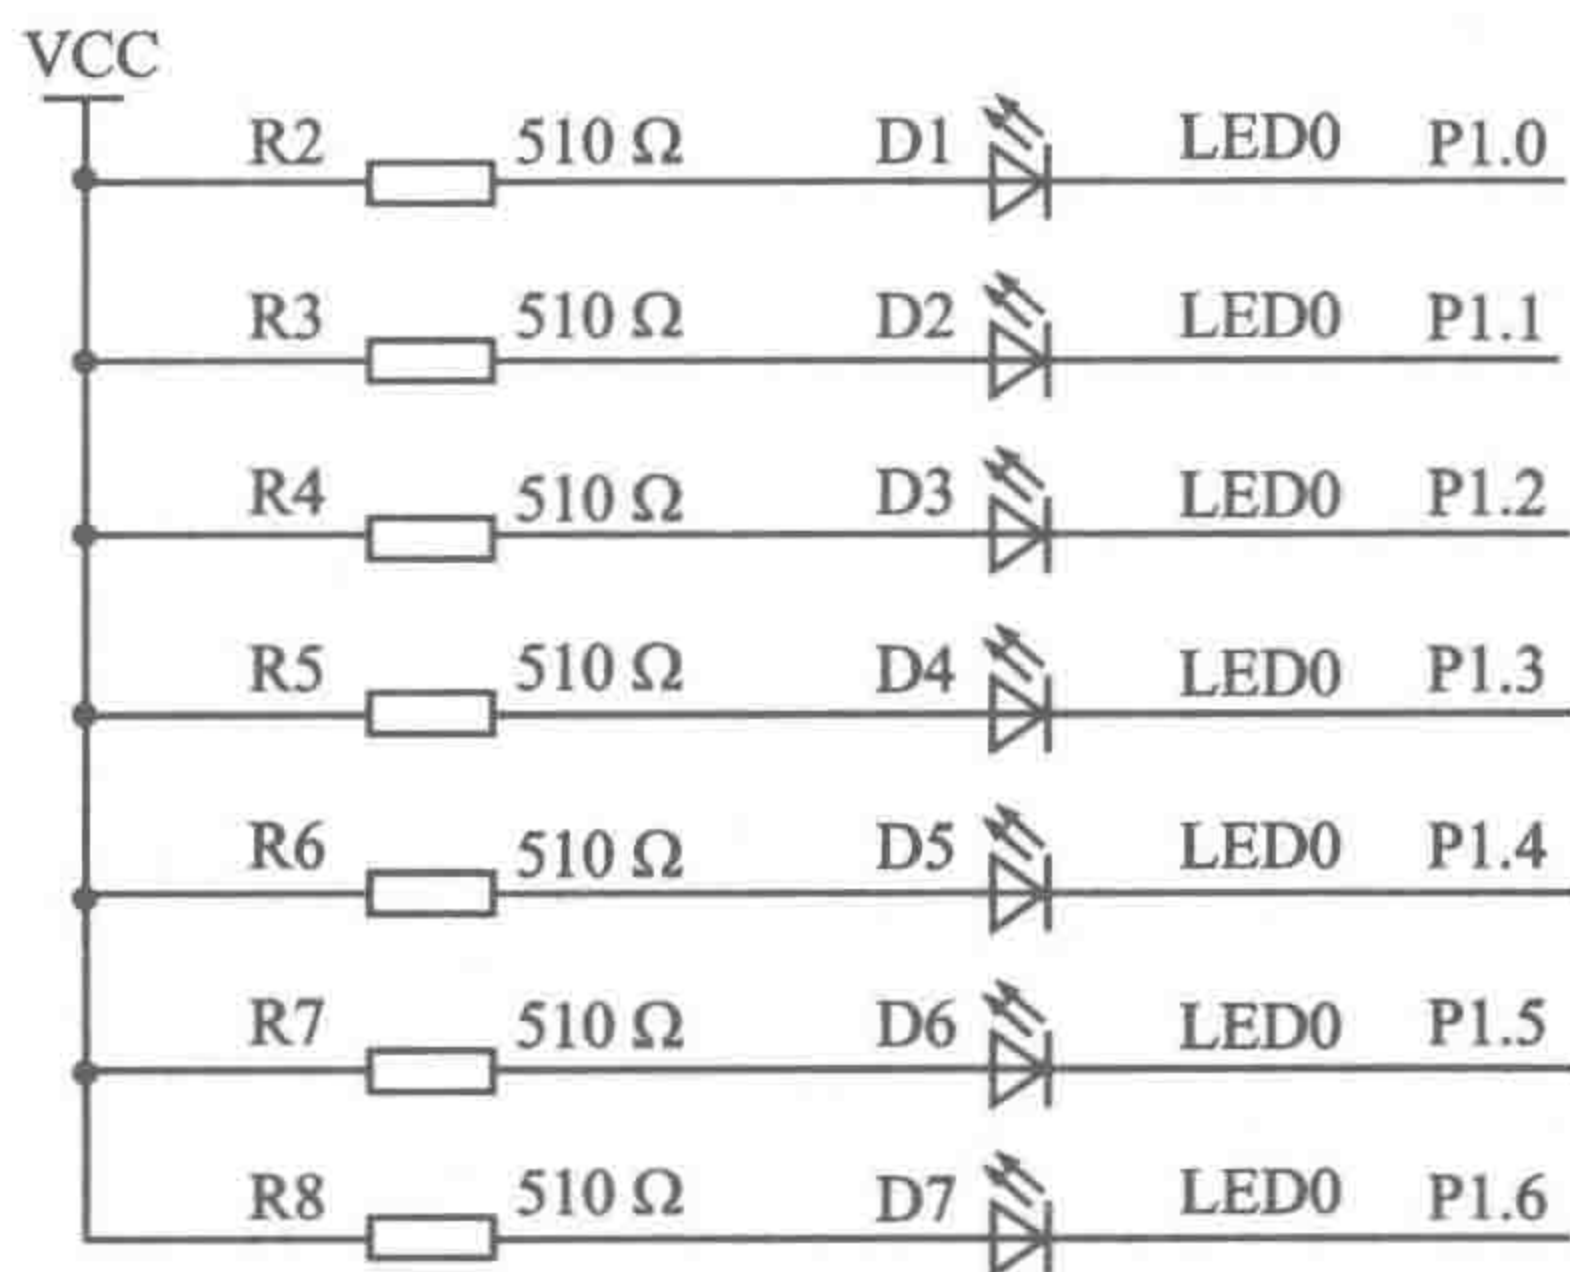 VCC
R2 510 Ω D1 LED0 P1.0
R3 510 Ω D2 LED0 P1.1
R4 510 Ω D3 LED0 P1.2
R5 510 Ω D4 LED0 P1.3
R6 510 Ω D5 LED0 P1.4
R7 510 Ω D6 LED0 P1.5
R8 510 Ω D7 LED0 P1.6